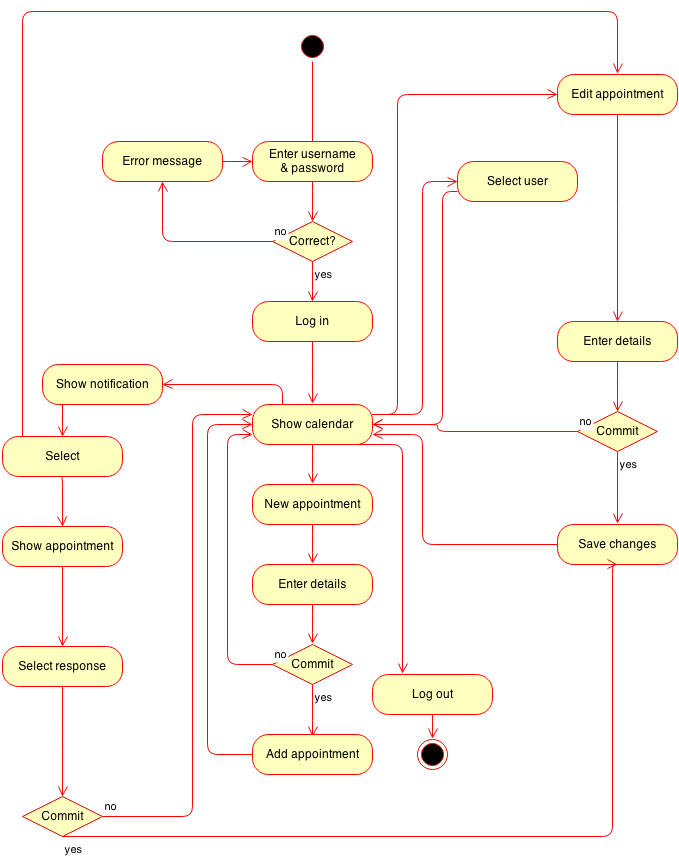 Edit appointment
Error message
Enter username
& password
Select user
no
Correct?
yes
Log in
Enter details
Show notification
Show calendar
no
Commit
Select
yes
New appointment
Show appointment
Save changes
Enter details
no
Commit
Select response
yes
Log out
Add appointment
no
Commit
yes